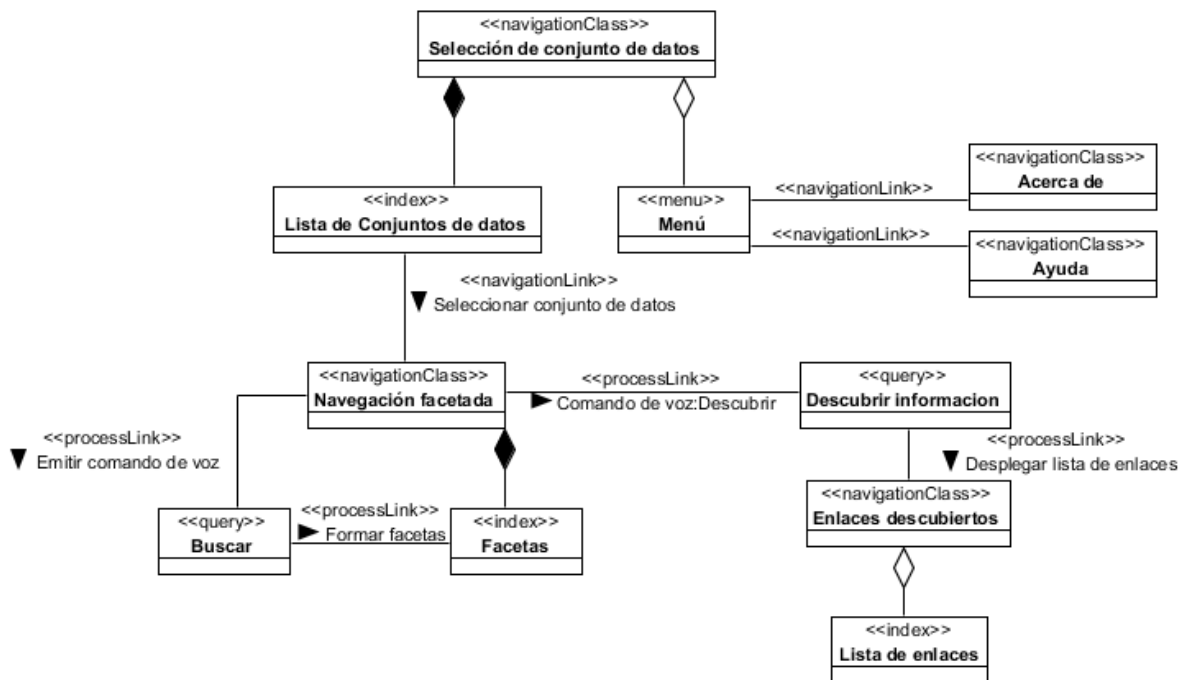 <<navigationClass>>
Selección de conjunto de datos
<<index>>
Lista de Conjuntos de datos
<<menu>>
Menú
<<navigationLink>>
<<navigationLink>>
<<navigationClass>>
Acerca de
<<navigationClass>>
Ayuda
<<navigationLink>>
Seleccionar conjunto de datos
<<navigationClass>>
Navegación facetada
<<processLink>>
Comando de voz:Descubrir
<<query>>
Descubrir informacion
<<processLink>>
Emitir comando de voz
<<processLink>>
Desplegar lista de enlaces
<<query>>
Buscar
<<processLink>>
Formar facetas
<<index>>
Facetas
<<navigationClass>>
Enlaces descubiertos
<<index>>
Lista de enlaces